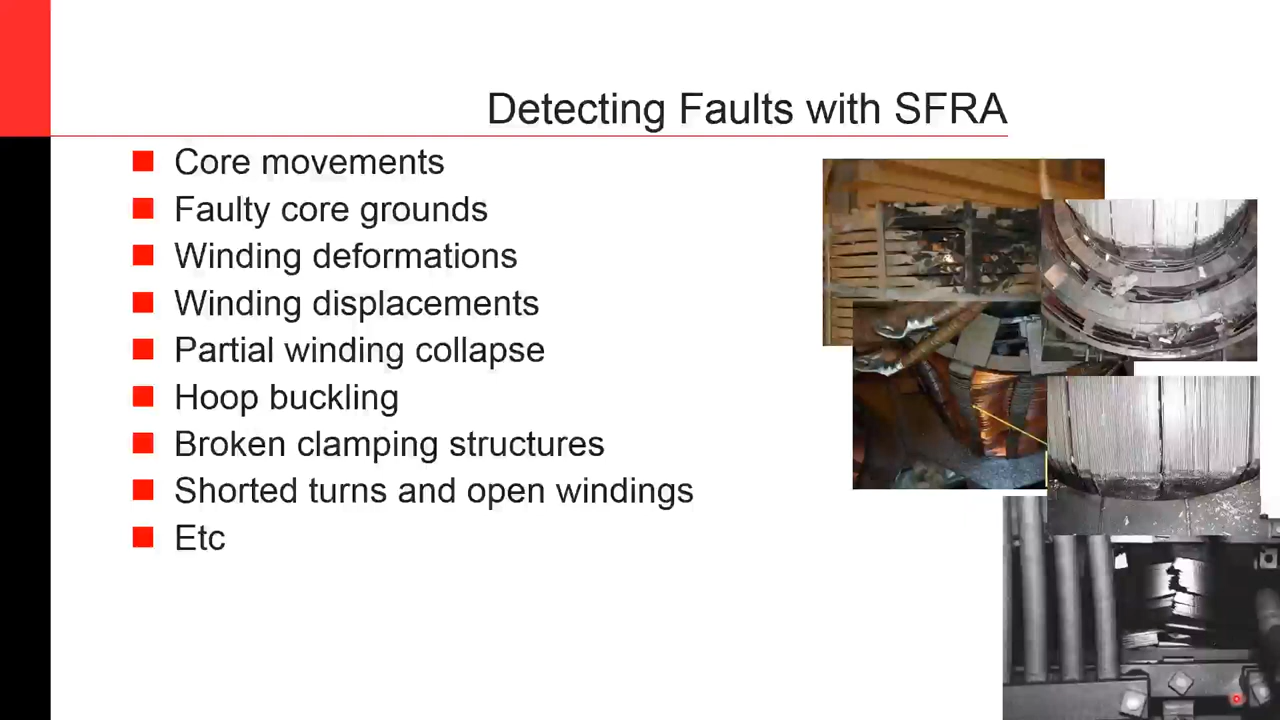 Detecting Faults with SFRA
Core movements
Faulty core grounds
Winding deformations
Winding displacements
Partial winding collapse
Hoop buckling
Broken clamping structures
Shorted turns and open windings
Etc